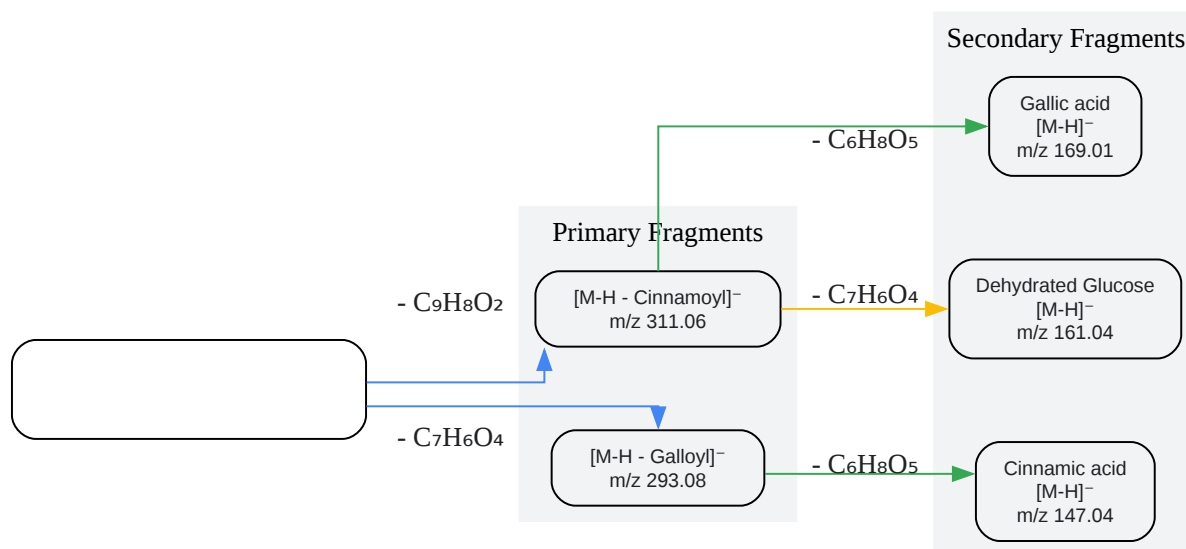 Secondary Fragments
Gallic acid
[M-H]⁻
m/z 169.01
- C₆H₈O₅
Primary Fragments
- C₉H₈O₂
[M-H - Cinnamoyl]⁻
m/z 311.06
- C₇H₆O₄
Dehydrated Glucose
[M-H]⁻
m/z 161.04
- C₇H₆O₄
[M-H - Galloyl]⁻
m/z 293.08
- C₆H₈O₅
Cinnamic acid
[M-H]⁻
m/z 147.04